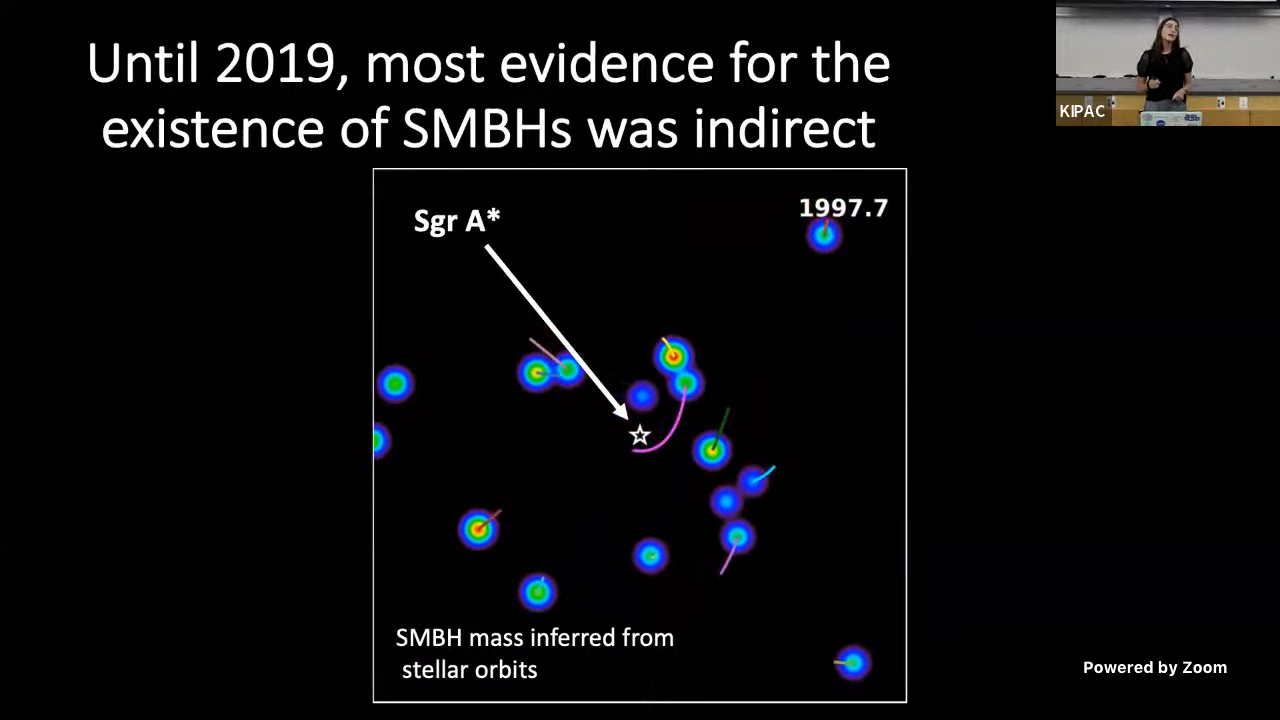 Until 2019, most evidence for the
existence of SMBHs was indirect
KIPAC
Sgr A*
1997.7
SMBH mass inferred from
stellar orbits
Powered by Zoom